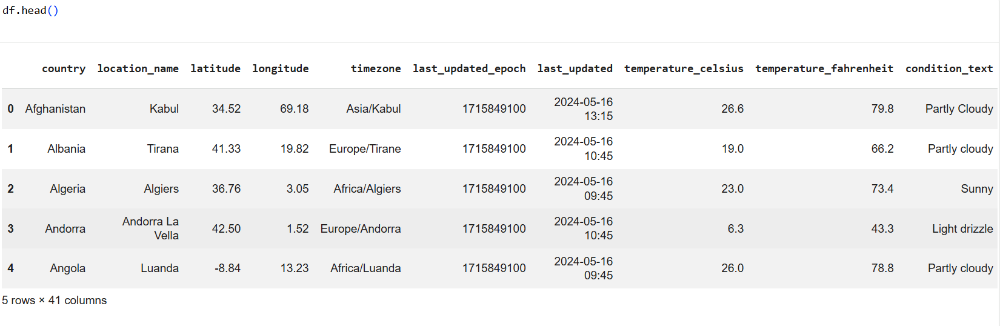 df.head()
country location_name latitude longitude timezone last_updated_epoch last_updated temperature_celsius temperature_fahrenheit condition_text
0 Afghanistan Kabul 34.52 69.18 Asia/Kabul 1715849100 2024-05-16 13:15 26.6 79.8 Partly Cloudy
1 Albania Tirana 41.33 19.82 Europe/Tirane 1715849100 2024-05-16 10:45 19.0 66.2 Partly cloudy
2 Algeria Algiers 36.76 3.05 Africa/Algiers 1715849100 2024-05-16 09:45 23.0 73.4 Sunny
3 Andorra Andorra La Vella 42.50 1.52 Europe/Andorra 1715849100 2024-05-16 10:45 6.3 43.3 Light drizzle
4 Angola Luanda -8.84 13.23 Africa/Luanda 1715849100 2024-05-16 09:45 26.0 78.8 Partly cloudy
5 rows × 41 columns